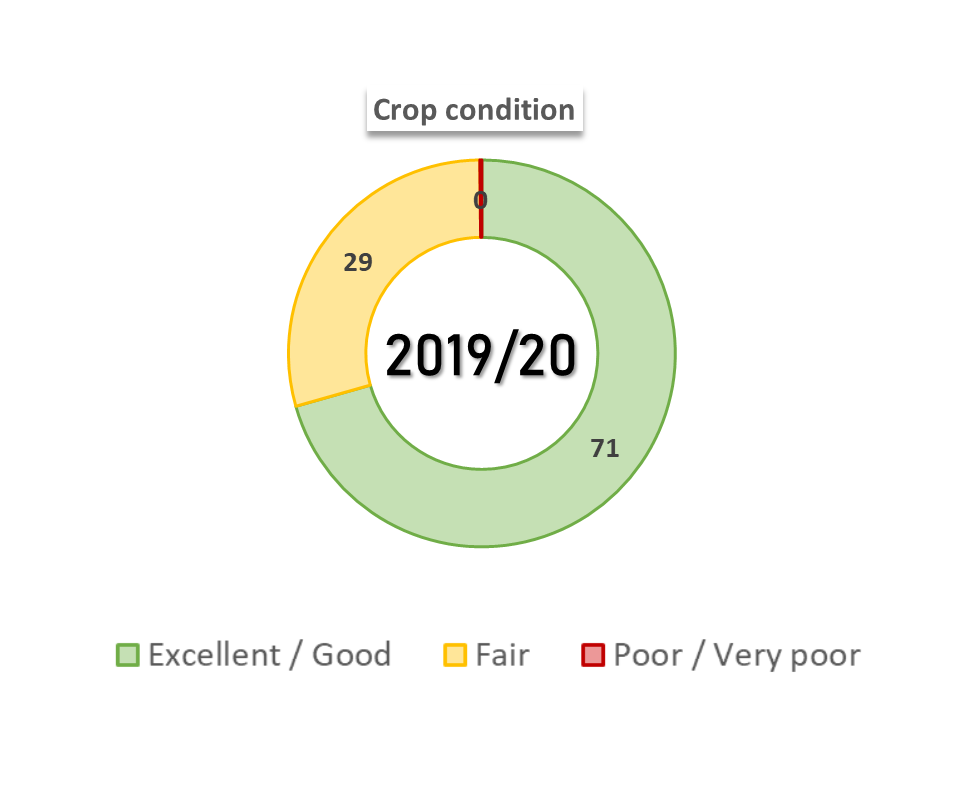 Crop condition
0
29
2019/20
71
Excellent / Good
Fair
Poor / Very poor